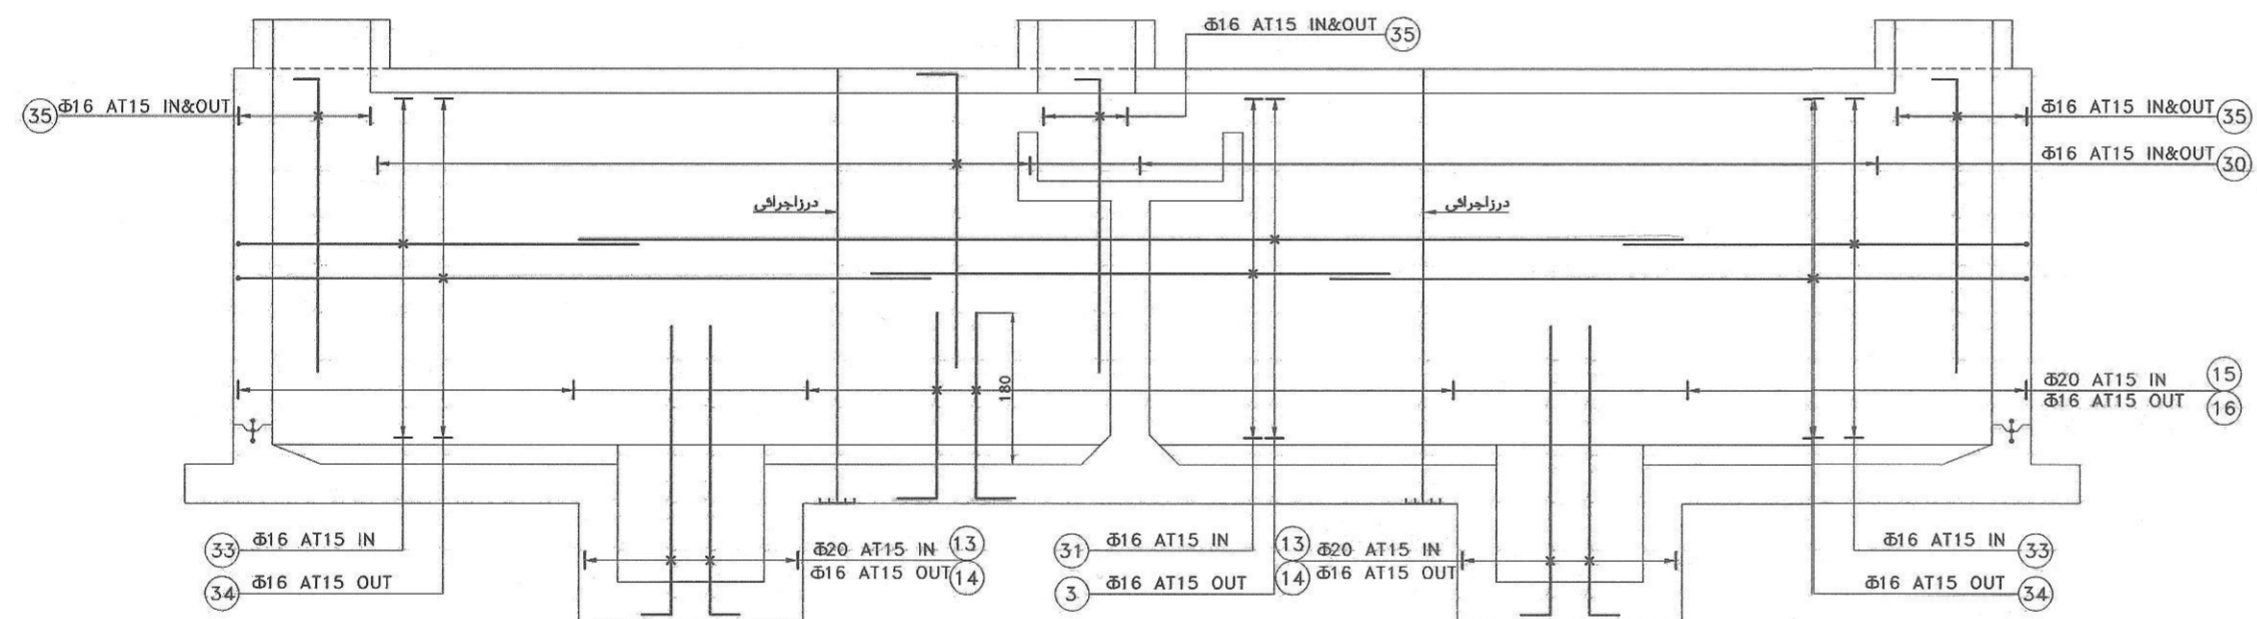 Φ16 AT15 IN&OUT 35
35 Φ16 AT15 IN&OUT
Φ16 AT15 IN&OUT 35
Φ16 AT15 IN&OUT 30
درزاجرائی
درزاجرائی
180
Φ20 AT15 IN 15
Φ16 AT15 OUT 16
33 Φ16 AT15 IN
34 Φ16 AT15 OUT
Φ20 AT15 IN 13
Φ16 AT15 OUT 14
31 Φ16 AT15 IN
3 Φ16 AT15 OUT
13 Φ20 AT15 IN
14 Φ16 AT15 OUT
Φ16 AT15 IN 33
Φ16 AT15 OUT 34